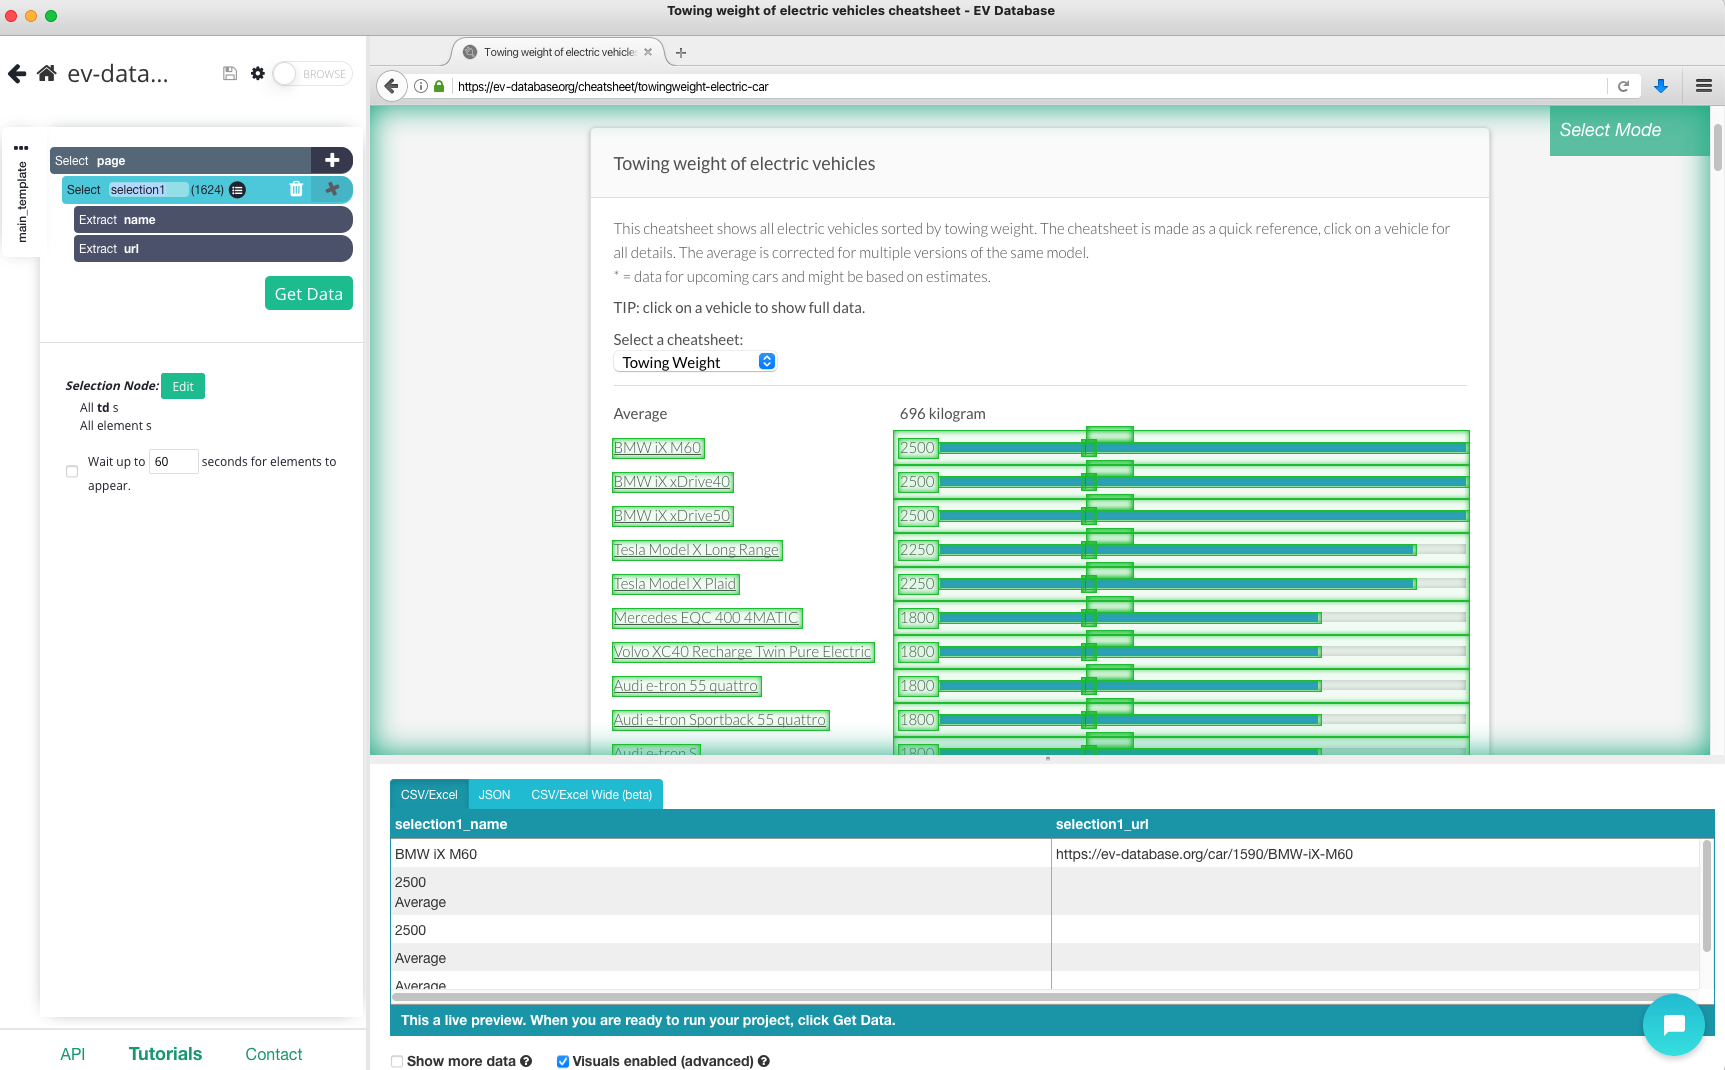 Towing weight of electric vehicles cheatsheet - EV Database
ev-data...
BROWSE
main_template
Select page
Select selection1 (1624)
Extract name
Extract url
Get Data
Selection Node: Edit
All td s
All element s
Wait up to 60 seconds for elements to
appear.
API
Tutorials
Contact
Towing weight of electric vehicle
https://ev-database.org/cheatsheet/towingweight-electric-car
Select Mode
Towing weight of electric vehicles
This cheatsheet shows all electric vehicles sorted by towing weight. The cheatsheet is made as a quick reference, click on a vehicle for
all details. The average is corrected for multiple versions of the same model.
* = data for upcoming cars and might be based on estimates.
TIP: click on a vehicle to show full data.
Select a cheatsheet:
Towing Weight
Average 696 kilogram
BMW iX M60 2500
BMW iX xDrive40 2500
BMW iX xDrive50 2500
Tesla Model X Long Range 2250
Tesla Model X Plaid 2250
Mercedes EQC 400 4MATIC 1800
Volvo XC40 Recharge Twin Pure Electric 1800
Audi e-tron 55 quattro 1800
Audi e-tron Sportback 55 quattro 1800
Audi e-tron S 1800
CSV/Excel JSON CSV/Excel Wide (beta)
selection1_name selection1_url
BMW iX M60 https://ev-database.org/car/1590/BMW-iX-M60
2500
Average
2500
Average
Average
This a live preview. When you are ready to run your project, click Get Data.
Show more data Visuals enabled (advanced)